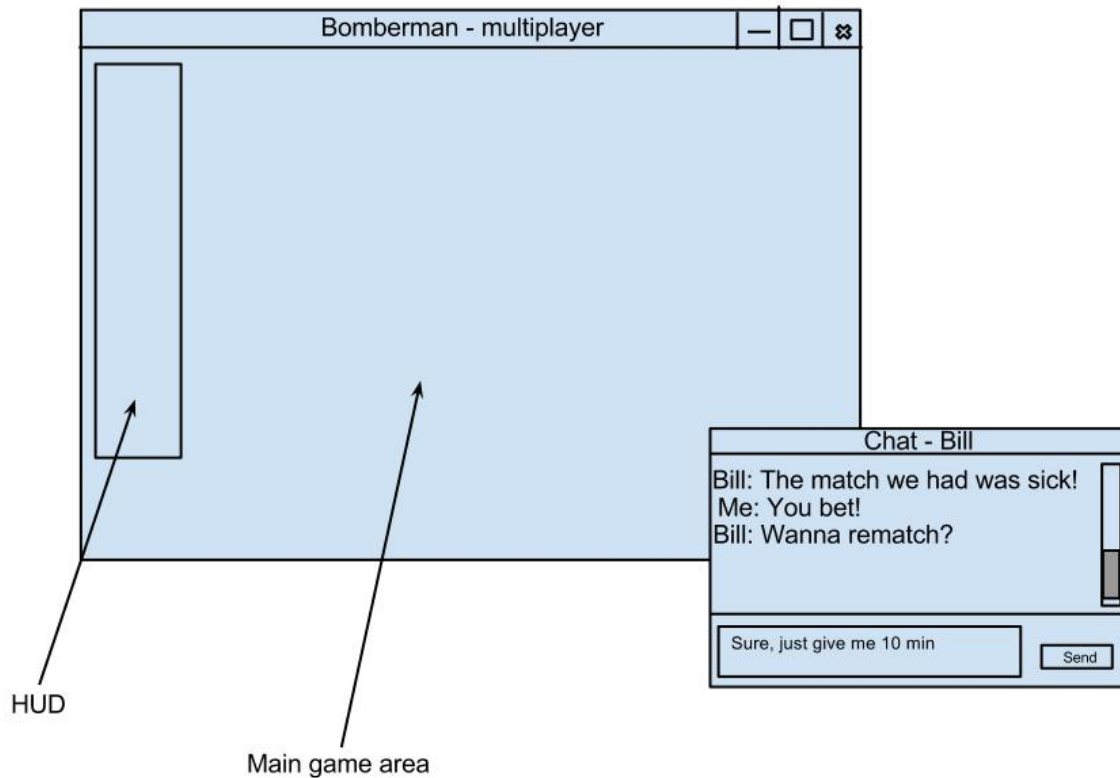 Bomberman - multiplayer
Chat - Bill
Bill: The match we had was sick!
Me: You bet!
Bill: Wanna rematch?
Sure, just give me 10 min
Send
HUD
Main game area